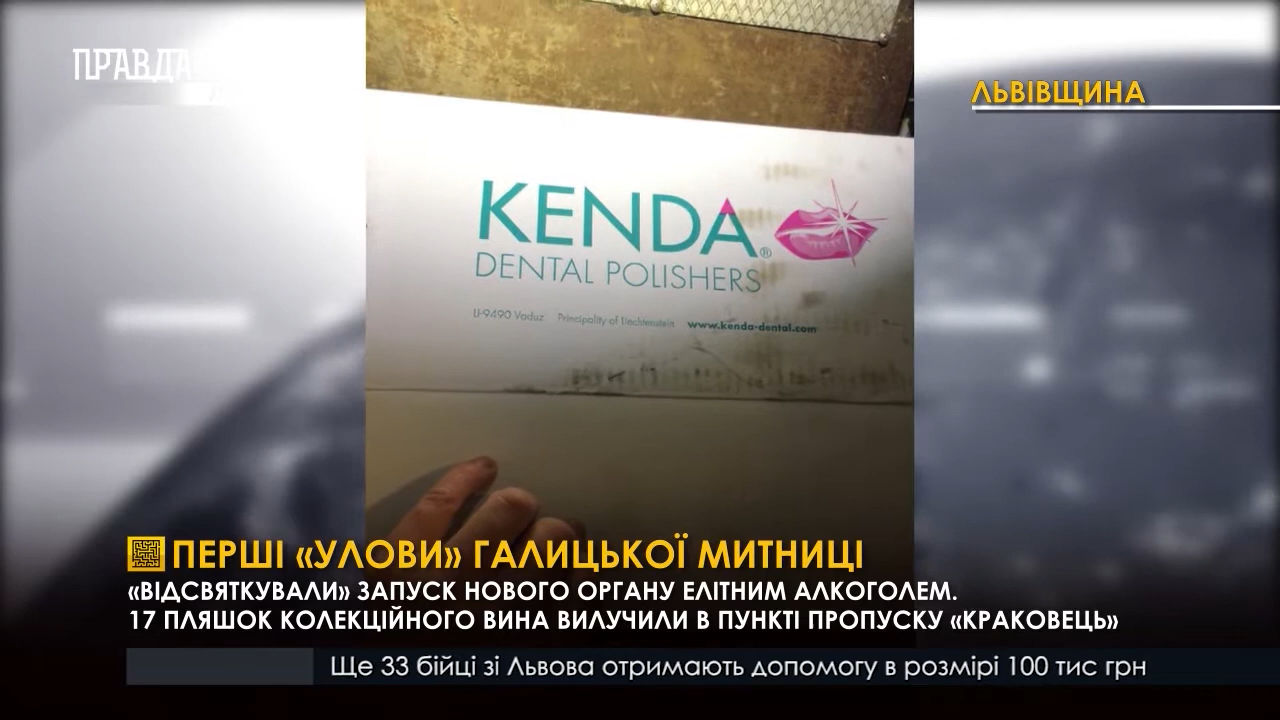 ПРАВДА
ЛЬВІВЩИНА
KENDA®
DENTAL POLISHERS
LI-9490 Vaduz Principality of Liechtenstein www.kenda-dental.com
ПЕРШІ «УЛОВИ» ГАЛИЦЬКОЇ МИТНИЦІ
«ВІДСВЯТКУВАЛИ» ЗАПУСК НОВОГО ОРГАНУ ЕЛІТНИМ АЛКОГОЛЕМ.
17 ПЛЯШОК КОЛЕКЦІЙНОГО ВИНА ВИЛУЧИЛИ В ПУНКТІ ПРОПУСКУ «КРАКОВЕЦЬ»
Ще 33 бійці зі Львова отримають допомогу в розмірі 100 тис грн